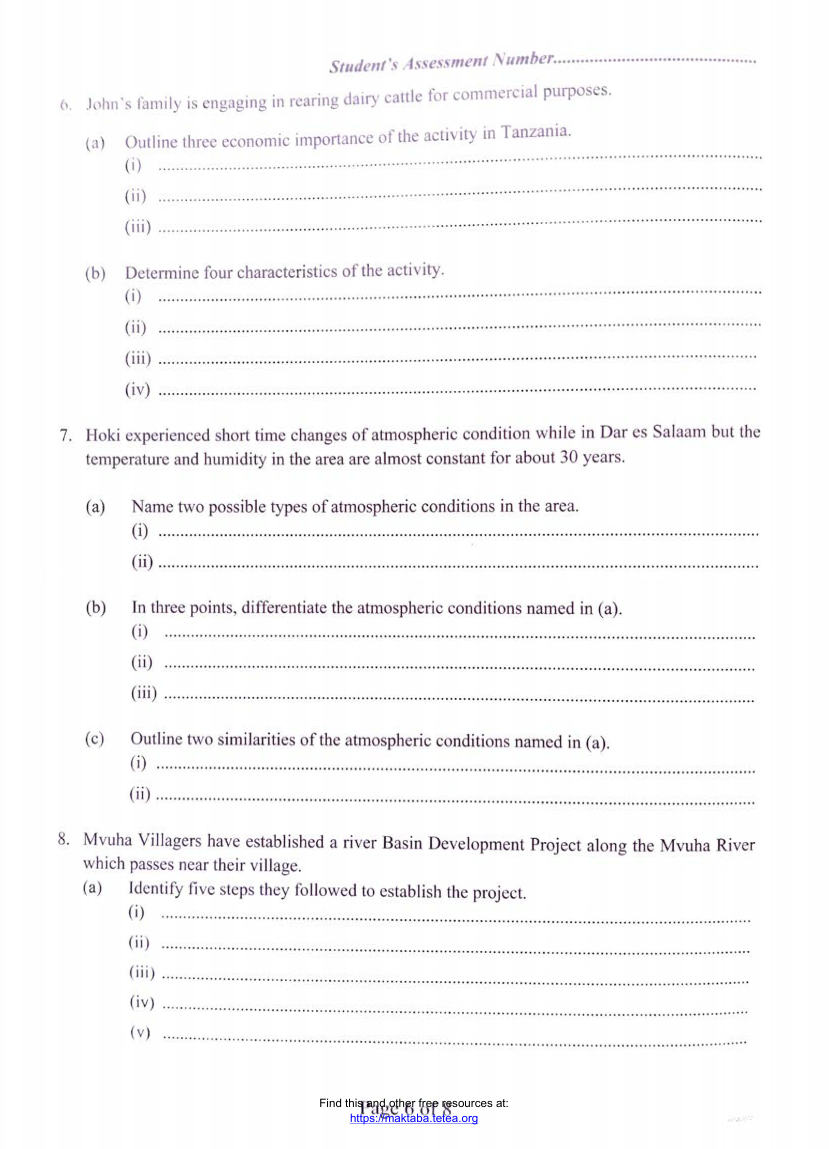 Student's Assessment Number..........................................
6. John's family is engaging in rearing dairy cattle for commercial purposes.
(a) Outline three economic importance of the activity in Tanzania.
(i) ..........................................
(ii) ..........................................
(iii) ..........................................
(b) Determine four characteristics of the activity.
(i) ..........................................
(ii) ..........................................
(iii) ..........................................
(iv) ..........................................
7. Hoki experienced short time changes of atmospheric condition while in Dar es Salaam but the
temperature and humidity in the area are almost constant for about 30 years.
(a) Name two possible types of atmospheric conditions in the area.
(i) ..........................................
(ii) ..........................................
(b) In three points, differentiate the atmospheric conditions named in (a).
(i) ..........................................
(ii) ..........................................
(iii) ..........................................
(c) Outline two similarities of the atmospheric conditions named in (a).
(i) ..........................................
(ii) ..........................................
8. Mvuha Villagers have established a river Basin Development Project along the Mvuha River
which passes near their village.
(a) Identify five steps they followed to establish the project.
(i) ..........................................
(ii) ..........................................
(iii) ..........................................
(iv) ..........................................
(v) ..........................................
Find this and other free resources at:
Page 6 of 8
https://maktaba.tetea.org